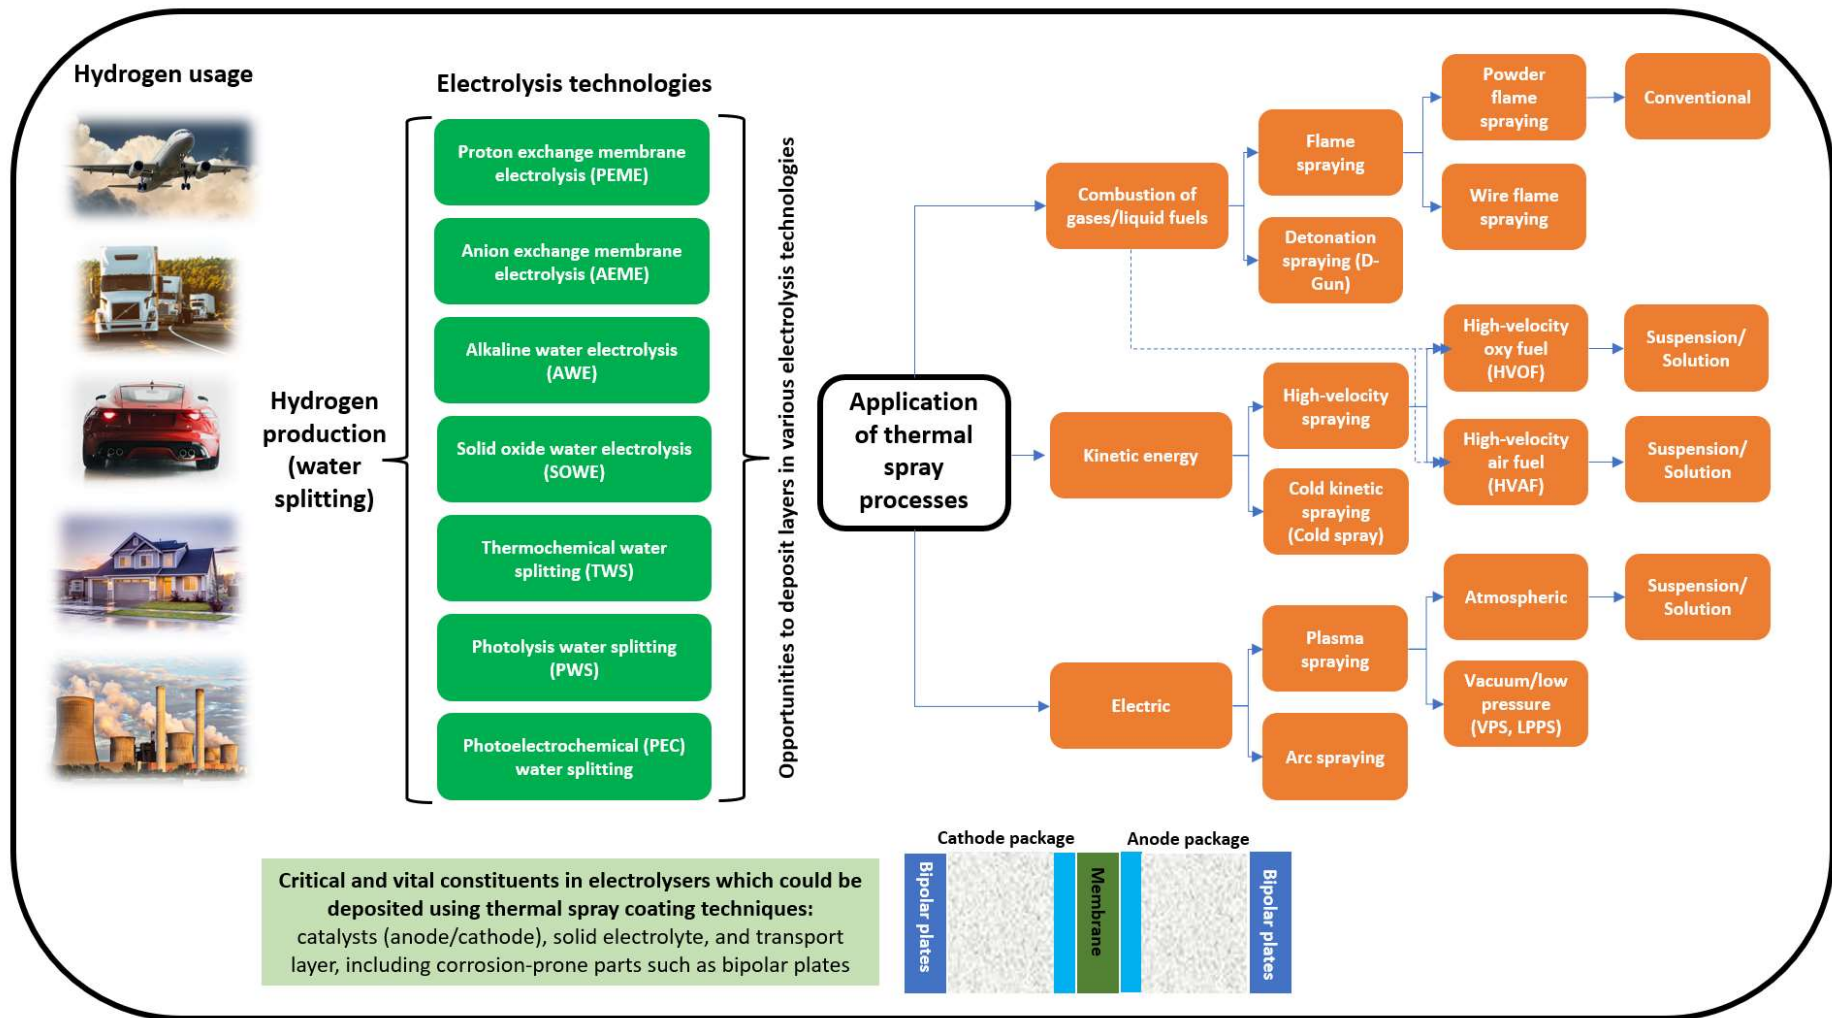 Hydrogen usage
Hydrogen
production
(water
splitting)
Electrolysis technologies
Proton exchange membrane
electrolysis (PEME)
Anion exchange membrane
electrolysis (AEME)
Alkaline water electrolysis
(AWE)
Solid oxide water electrolysis
(SOWE)
Thermochemical water
splitting (TWS)
Photolysis water splitting
(PWS)
Photoelectrochemical (PEC)
water splitting
Opportunities to deposit layers in various electrolysis technologies
Application
of thermal
spray
processes
Combustion of
gases/liquid fuels
Flame
spraying
Powder
flame
spraying
Conventional
Wire flame
spraying
Detonation
spraying (D-
Gun)
Kinetic energy
High-velocity
spraying
High-velocity
oxy fuel
(HVOF)
Suspension/
Solution
High-velocity
air fuel
(HVAF)
Suspension/
Solution
Cold kinetic
spraying
(Cold spray)
Electric
Plasma
spraying
Atmospheric
Suspension/
Solution
Vacuum/low
pressure
(VPS, LPPS)
Arc spraying
Critical and vital constituents in electrolysers which could be
deposited using thermal spray coating techniques:
catalysts (anode/cathode), solid electrolyte, and transport
layer, including corrosion-prone parts such as bipolar plates
Cathode package
Anode package
Bipolar plates
Membrane
Bipolar plates